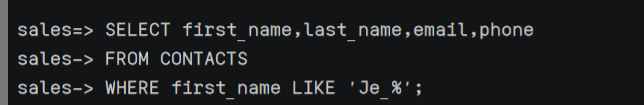 sales=> SELECT first_name,last_name,email,phone
sales-> FROM CONTACTS
sales-> WHERE first_name LIKE 'Je_%';